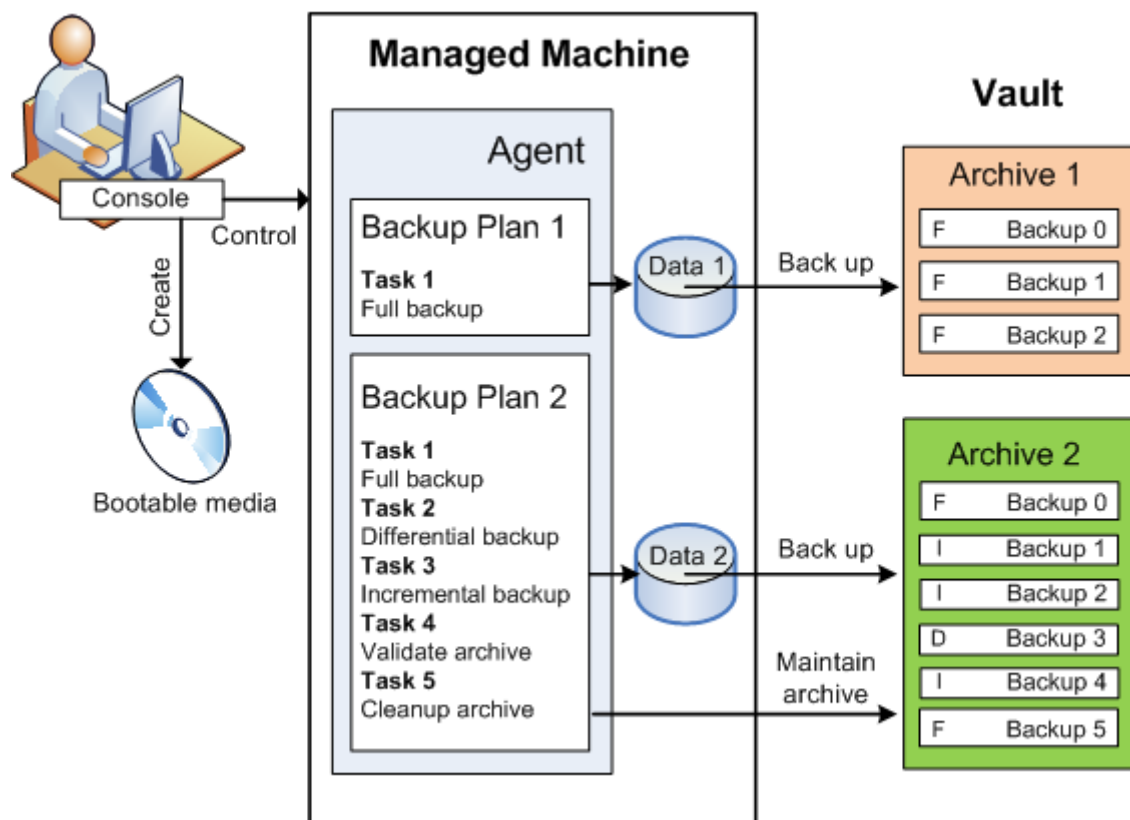 Console
Control
Create
Bootable media
Managed Machine
Agent
Backup Plan 1
Task 1
Full backup
Backup Plan 2
Task 1
Full backup
Task 2
Differential backup
Task 3
Incremental backup
Task 4
Validate archive
Task 5
Cleanup archive
Data 1
Data 2
Back up
Back up
Maintain
archive
Vault
Archive 1
F Backup 0
F Backup 1
F Backup 2
Archive 2
F Backup 0
I Backup 1
I Backup 2
D Backup 3
I Backup 4
F Backup 5